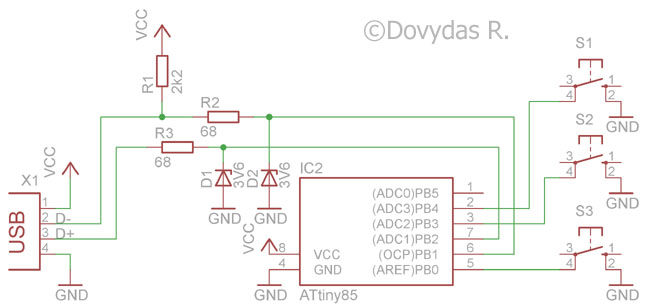 ©Dovydas R.
VCC
R1
2k2
R2
68
R3
68
S1
3
4
1
2
GND
S2
3
4
1
2
GND
S3
3
4
1
2
GND
D1
3V6
D2
3V6
GND
GND
X1
VCC
USB
1
2
3
4
D-
D+
GND
IC2
VCC
8
4
VCC
GND
GND
(ADC0)PB5
(ADC3)PB4
(ADC2)PB3
(ADC1)PB2
(OCP)PB1
(AREF)PB0
1
2
3
7
6
5
ATtiny85